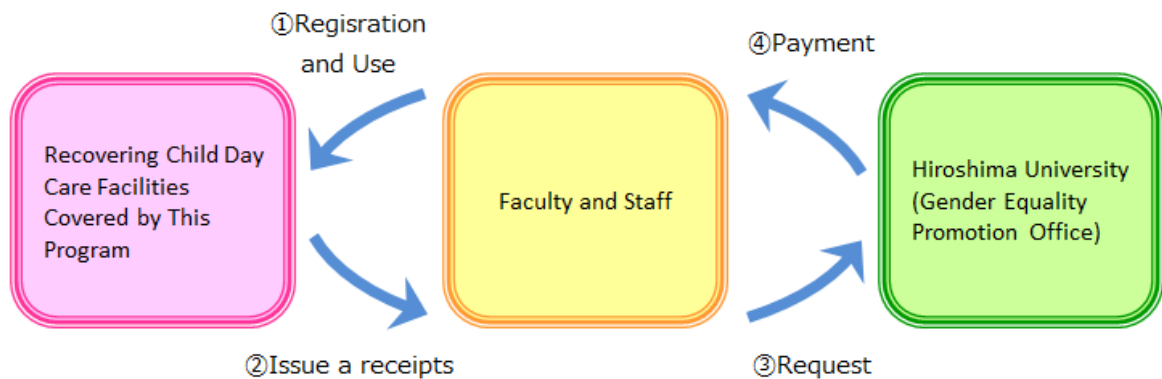 ①Regisration
and Use
④Payment
Recovering Child Day
Care Facilities
Covered by This
Program
Faculty and Staff
Hiroshima University
(Gender Equality
Promotion Office)
②Issue a receipts
③Request